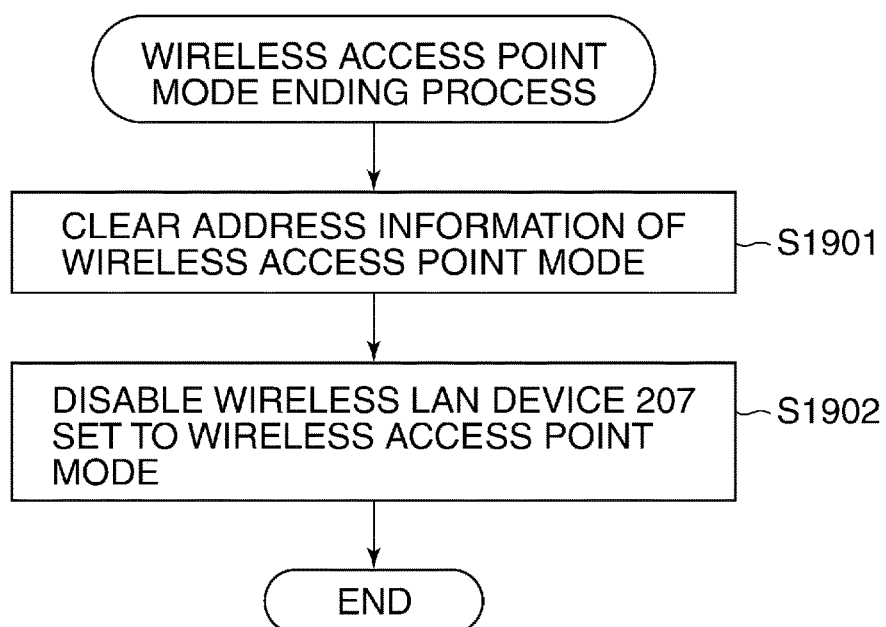 WIRELESS ACCESS POINT
MODE ENDING PROCESS
CLEAR ADDRESS INFORMATION OF
WIRELESS ACCESS POINT MODE
S1901
DISABLE WIRELESS LAN DEVICE 207
SET TO WIRELESS ACCESS POINT
MODE
S1902
END